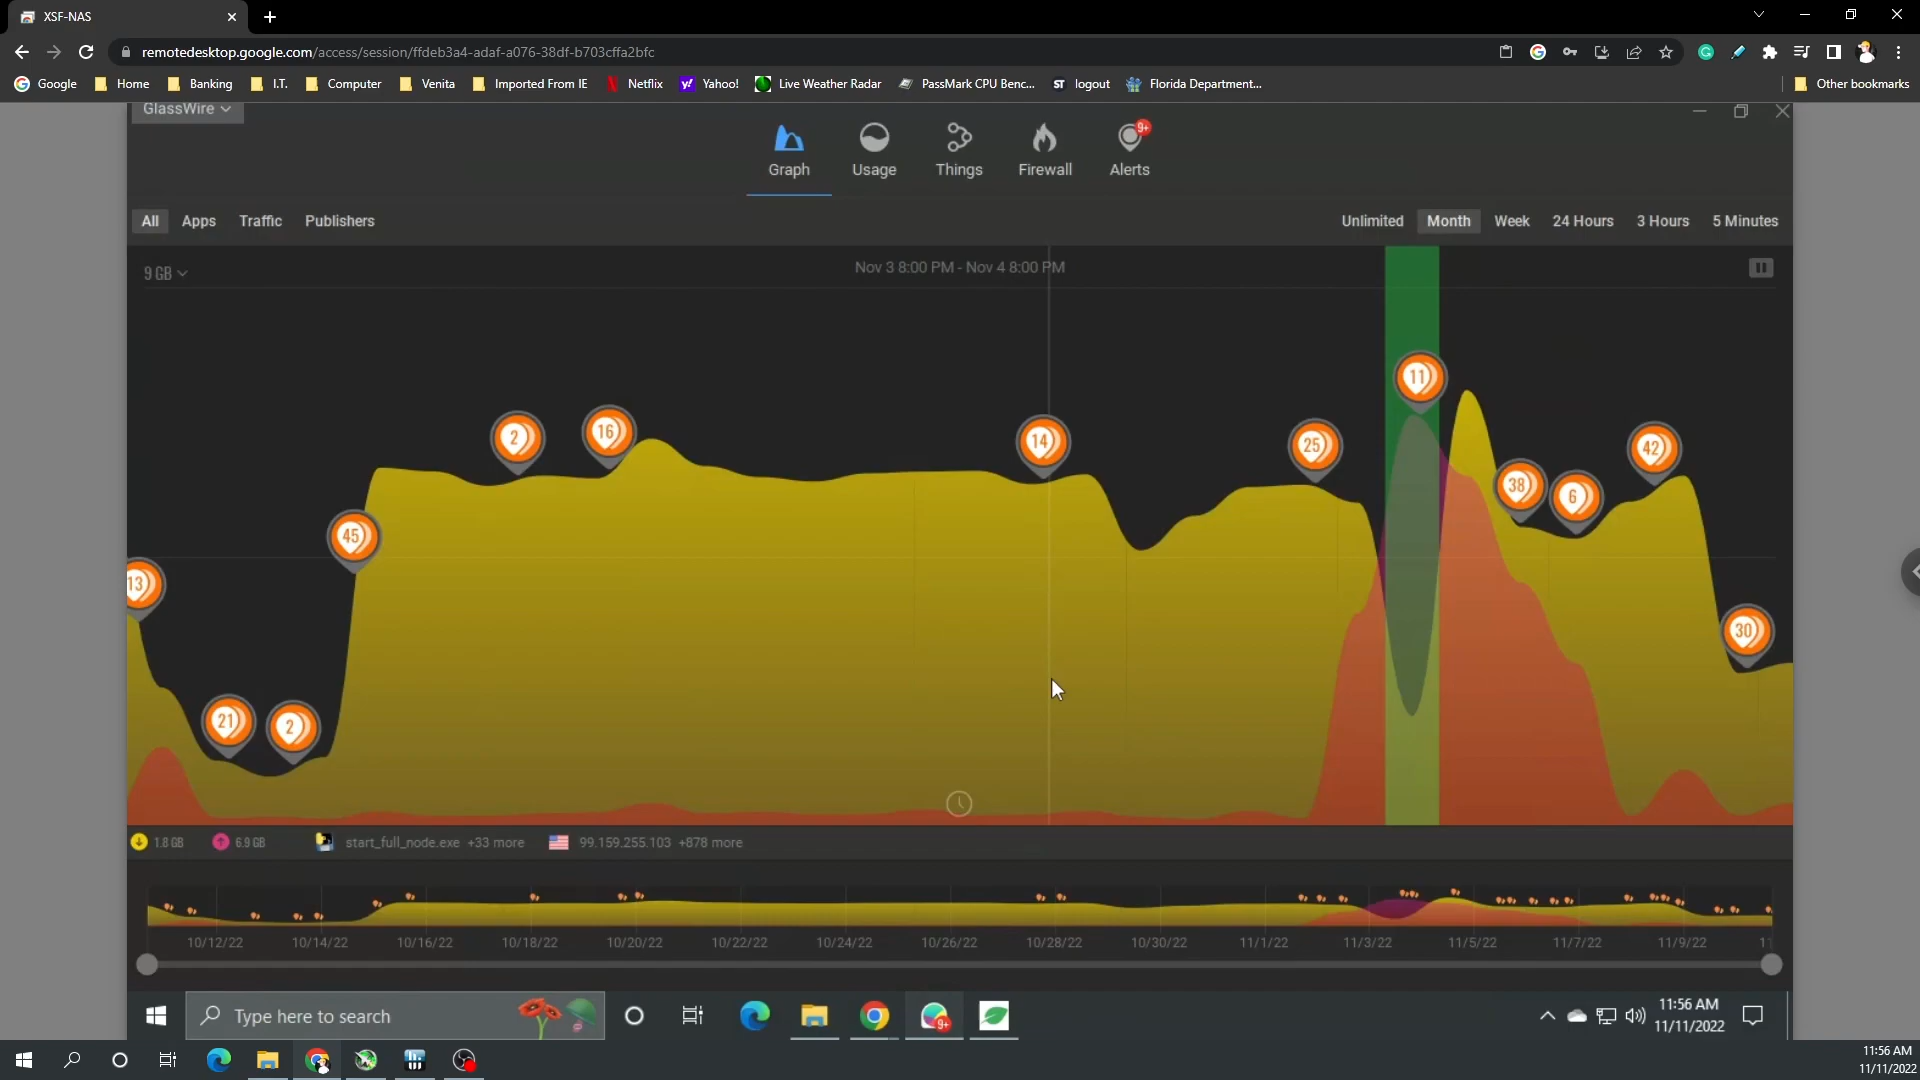 XSF-NAS
remotedesktop.google.com/access/session/ffdeb3a4-adaf-a076-38df-b703cffa2bfc
Google Home Banking I.T. Computer Venita Imported From IE Netflix Yahoo! Live Weather Radar PassMark CPU Benc... ST logout Florida Department... Other bookmarks
GlassWire
9+
Graph Usage Things Firewall Alerts
All Apps Traffic Publishers Unlimited Month Week 24 Hours 3 Hours 5 Minutes
9 GB Nov 3 8:00 PM - Nov 4 8:00 PM
11
2 16 14 25 42
38 6
45
13
30
21 2
1.8 GB 6.9 GB start_full_node.exe +33 more 99.159.255.103 +878 more
10/12/22 10/14/22 10/16/22 10/18/22 10/20/22 10/22/22 10/24/22 10/26/22 10/28/22 10/30/22 11/1/22 11/3/22 11/5/22 11/7/22 11/9/22 11
Type here to search 9+ 11:56 AM
11/11/2022
11:56 AM
11/11/2022